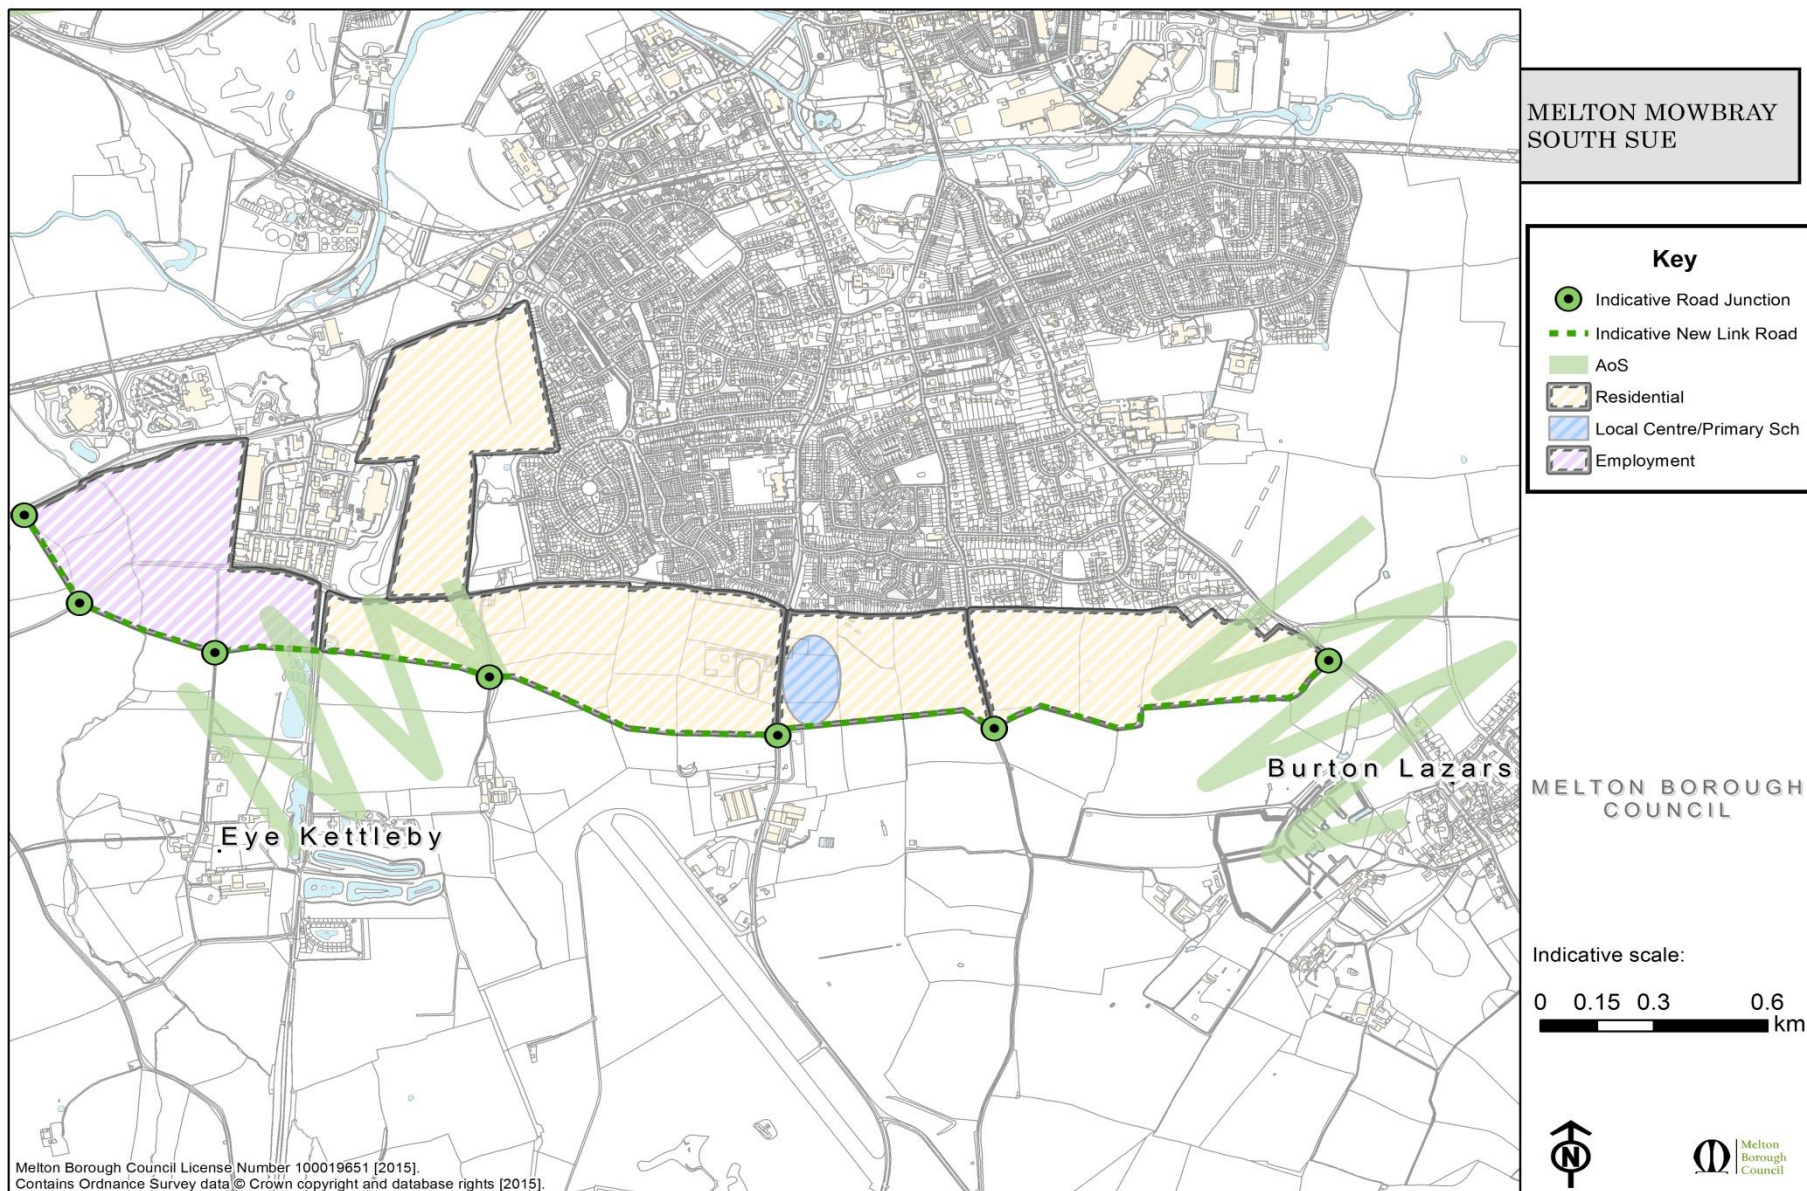 MELTON MOWBRAY
SOUTH SUE
Key
Indicative Road Junction
Indicative New Link Road
AoS
Residential
Local Centre/Primary Sch
Employment
Burton Lazars
MELTON BOROUGH
COUNCIL
Eye Kettleby
Indicative scale:
0 0.15 0.3 0.6
km
N
Melton
Borough
Council
Melton Borough Council License Number 100019651 [2015].
Contains Ordnance Survey data © Crown copyright and database rights [2015].